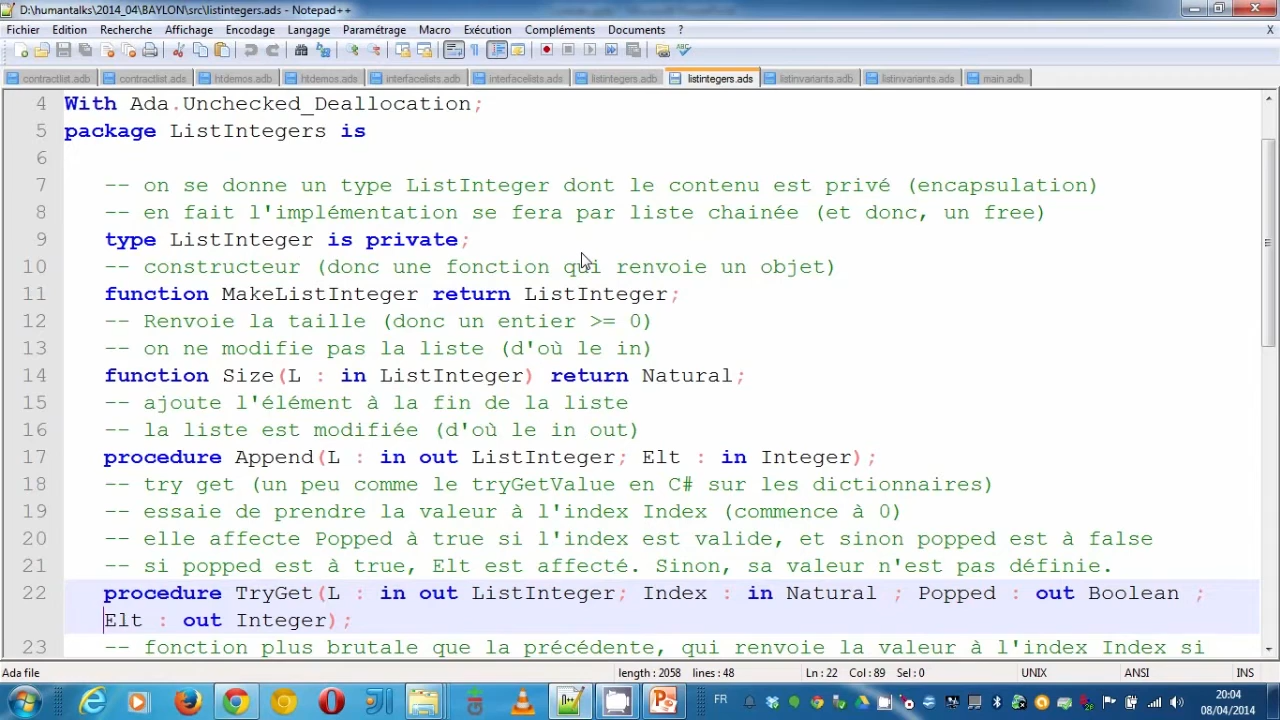 D:\humantalks\2014_04\BAYLON\src\listintegers.ads - Notepad++
Fichier Edition Recherche Affichage Encodage Langage Paramétrage Macro Exécution Compléments Documents ? X
contractlist.adb contractlist.ads htdemos.adb htdemos.ads interfacelists.adb interfacelists.ads listintegers.adb listintegers.ads listinvariants.adb listinvariants.ads main.adb
4 With Ada.Unchecked_Deallocation;
5 package ListIntegers is
6
7 -- on se donne un type ListInteger dont le contenu est privé (encapsulation)
8 -- en fait l'implémentation se fera par liste chainée (et donc, un free)
9 type ListInteger is private;
10 -- constructeur (donc une fonction qui renvoie un objet)
11 function MakeListInteger return ListInteger;
12 -- Renvoie la taille (donc un entier >= 0)
13 -- on ne modifie pas la liste (d'où le in)
14 function Size(L : in ListInteger) return Natural;
15 -- ajoute l'élément à la fin de la liste
16 -- la liste est modifiée (d'où le in out)
17 procedure Append(L : in out ListInteger; Elt : in Integer);
18 -- try get (un peu comme le tryGetValue en C# sur les dictionnaires)
19 -- essaie de prendre la valeur à l'index Index (commence à 0)
20 -- elle affecte Popped à true si l'index est valide, et sinon popped est à false
21 -- si popped est à true, Elt est affecté. Sinon, sa valeur n'est pas définie.
22 procedure TryGet(L : in out ListInteger; Index : in Natural ; Popped : out Boolean ;
Elt : out Integer);
23 -- fonction plus brutale que la précédente, qui renvoie la valeur à l'index Index si
Ada file length : 2058 lines : 48 Ln : 22 Col : 89 Sel : 0 UNIX ANSI INS
FR 20:04
08/04/2014